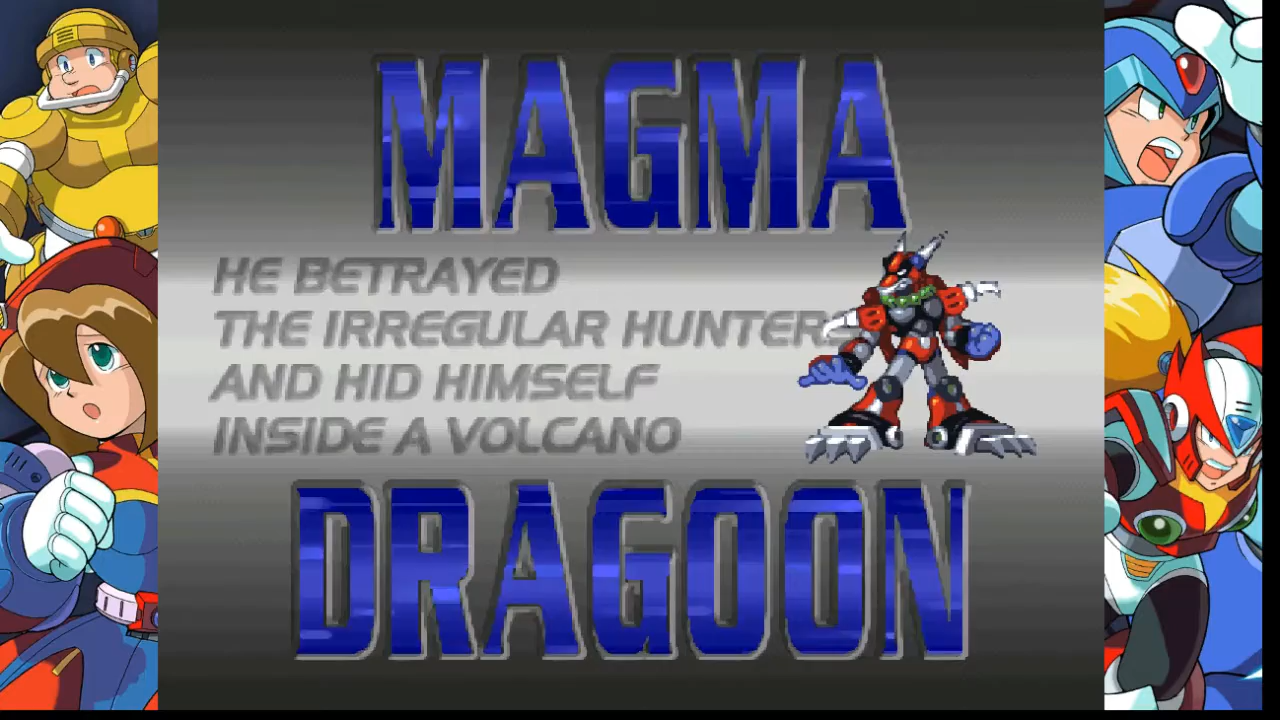 MAGMA
HE BETRAYED
THE IRREGULAR HUNTERS
AND HID HIMSELF
INSIDE A VOLCANO
DRAGOON